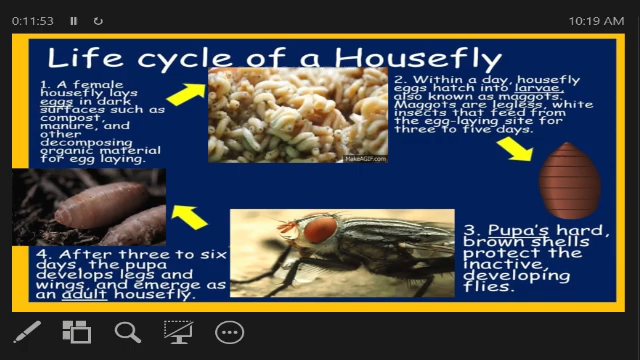 0:11:53
10:19 AM
Life cycle of a Housefly
1. A female
housefly lays
eggs in dark
surfaces such as
compost,
manure, and
other
decomposing
organic material
for egg laying.
MakeAGIF.com
2. Within a day, housefly
eggs hatch into larvae,
also known as maggots.
Maggots are legless, white
insects that feed from
the egg-laying site for
three to five days.
3. Pupa's hard,
brown shells
protect the
inactive,
developing
flies.
4. After three to six
days, the pupa
develops legs and
wings, and emerge as
an adult housefly.